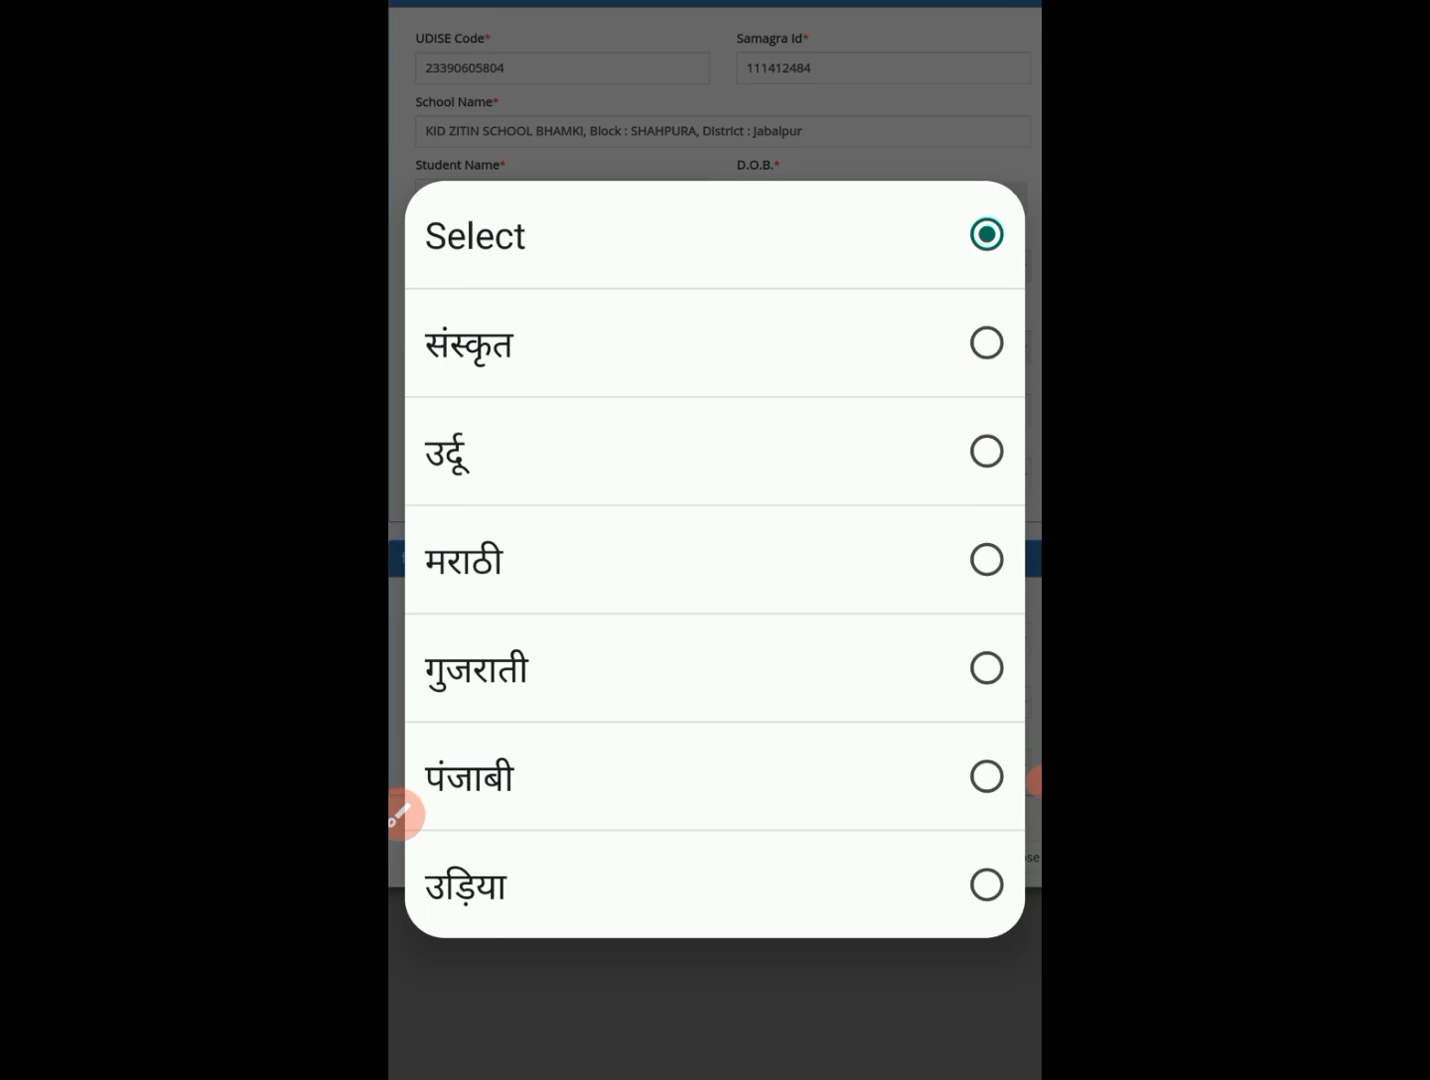 UDISE Code* Samagra Id*
23390605804 111412484
School Name*
KID ZITIN SCHOOL BHAMKI, Block : SHAHPURA, District : Jabalpur
Student Name* D.O.B.*
Select
संस्कृत
उर्दू
मराठी
गुजराती
पंजाबी
उड़िया